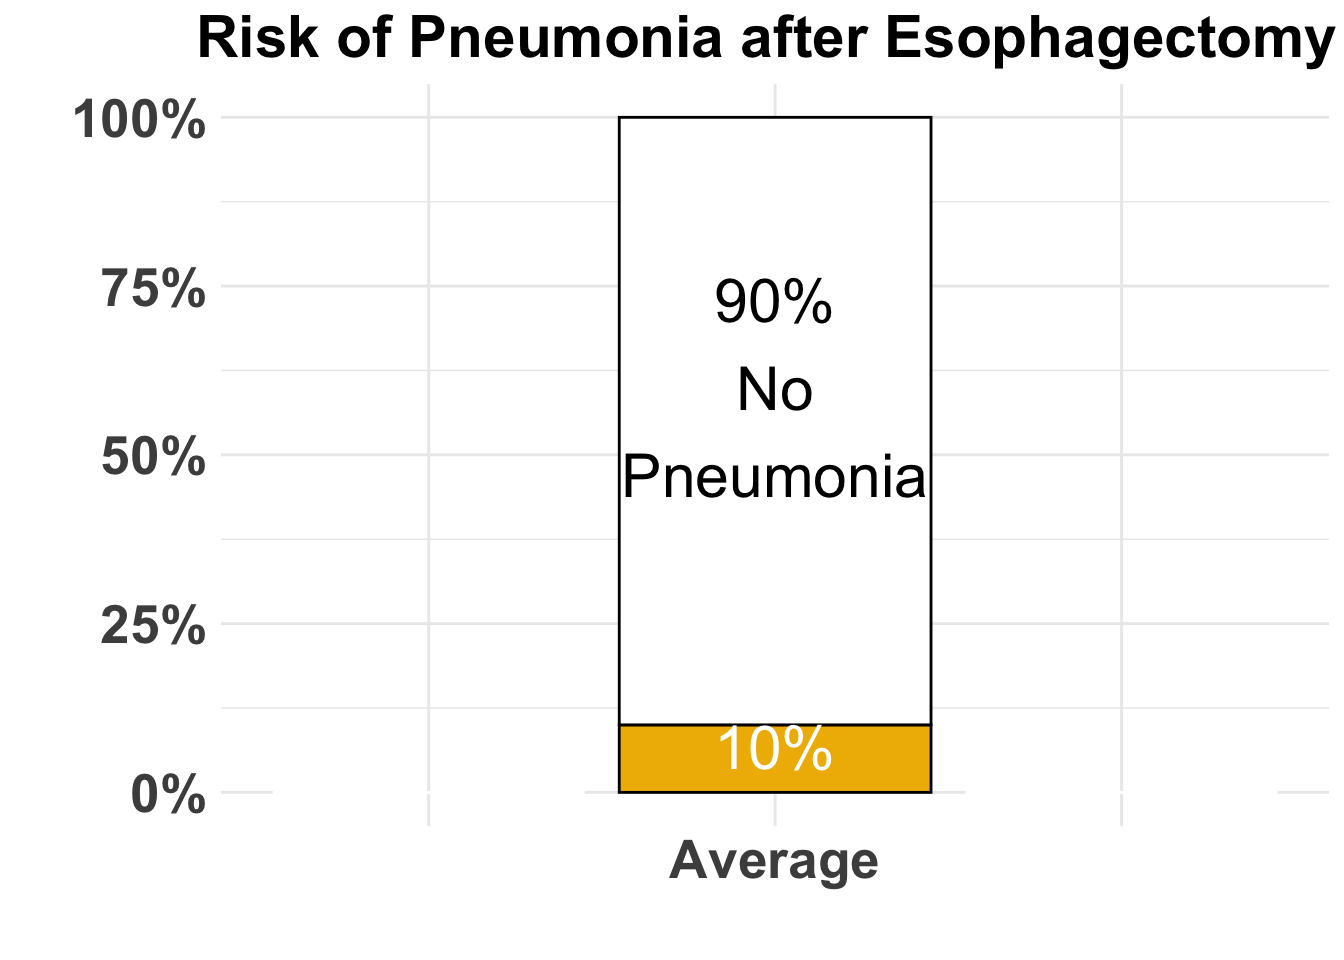 Risk of Pneumonia after Esophagectomy
100%
75%
50%
25%
0%
90%
No
Pneumonia
10%
Average